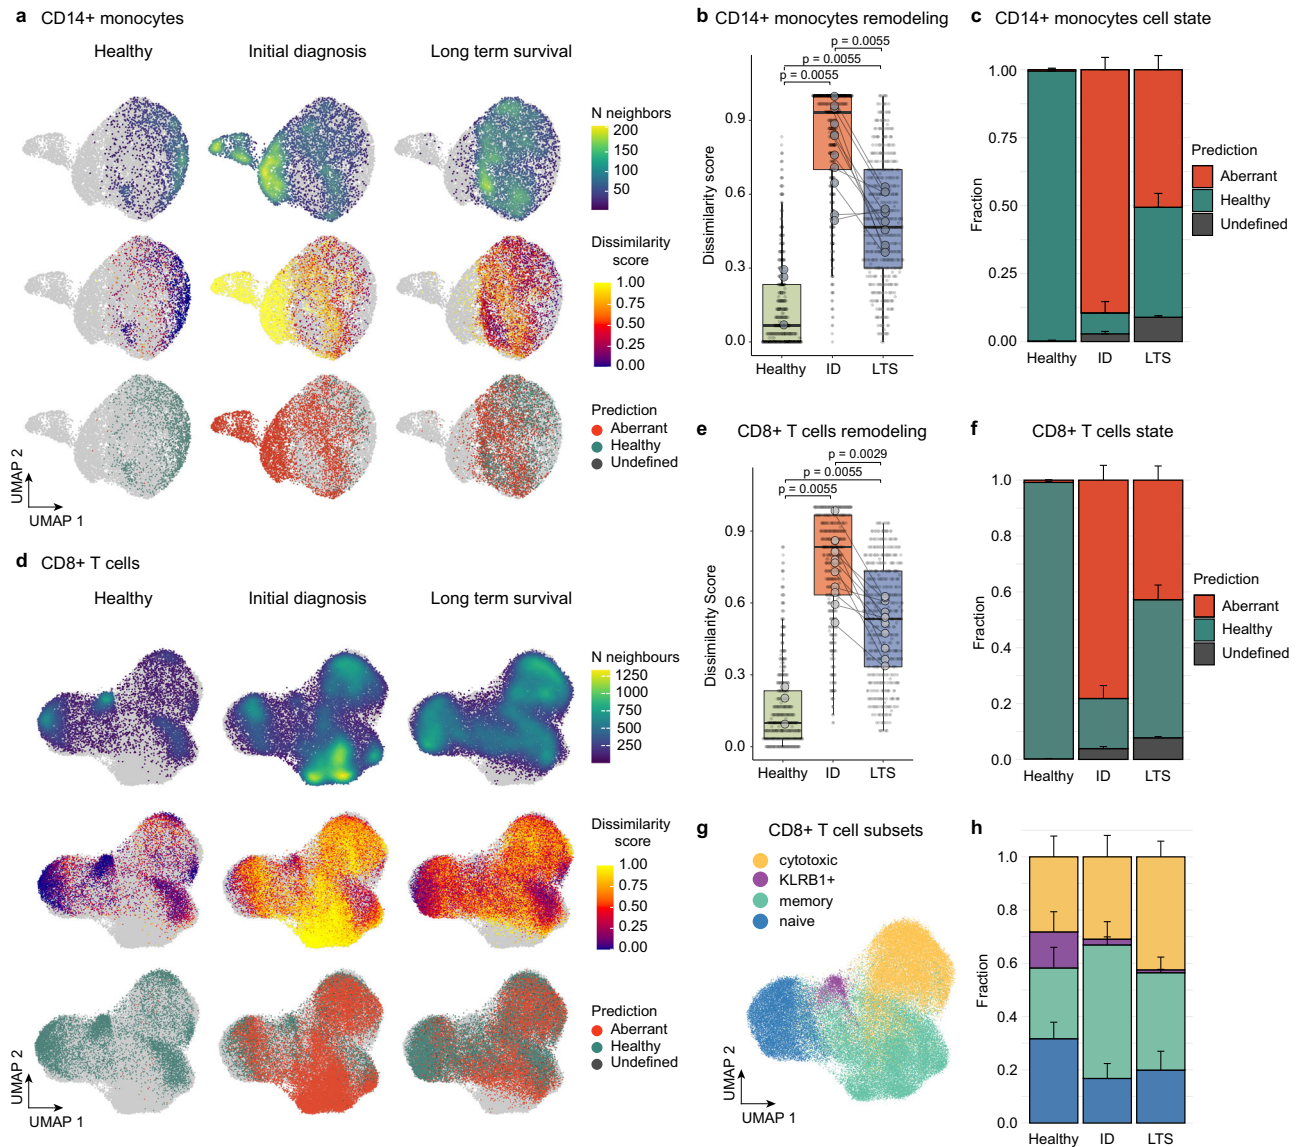 a CD14+ monocytes
Healthy
Initial diagnosis
Long term survival
N neighbors
200
150
100
50
Dissimilarity
score
1.00
0.75
0.50
0.25
0.00
Prediction
Aberrant
Healthy
Undefined
UMAP 2
UMAP 1
b CD14+ monocytes remodeling
p = 0.0055
p = 0.0055
p = 0.0055
Dissimilarity score
0.9
0.6
0.3
0.0
Healthy
ID
LTS
c CD14+ monocytes cell state
Fraction
1.00
0.75
0.50
0.25
0.00
Healthy
ID
LTS
Prediction
Aberrant
Healthy
Undefined
d CD8+ T cells
Healthy
Initial diagnosis
Long term survival
N neighbours
1250
1000
750
500
250
Dissimilarity
score
1.00
0.75
0.50
0.25
0.00
Prediction
Aberrant
Healthy
Undefined
UMAP 2
UMAP 1
e CD8+ T cells remodeling
p = 0.0029
p = 0.0055
p = 0.0055
Dissimilarity Score
0.9
0.6
0.3
0.0
Healthy
ID
LTS
f CD8+ T cells state
Fraction
1.0
0.8
0.6
0.4
0.2
0.0
Healthy
ID
LTS
Prediction
Aberrant
Healthy
Undefined
g CD8+ T cell subsets
cytotoxic
KLRB1+
memory
naive
UMAP 2
UMAP 1
h
Fraction
1.0
0.8
0.6
0.4
0.2
0.0
Healthy
ID
LTS